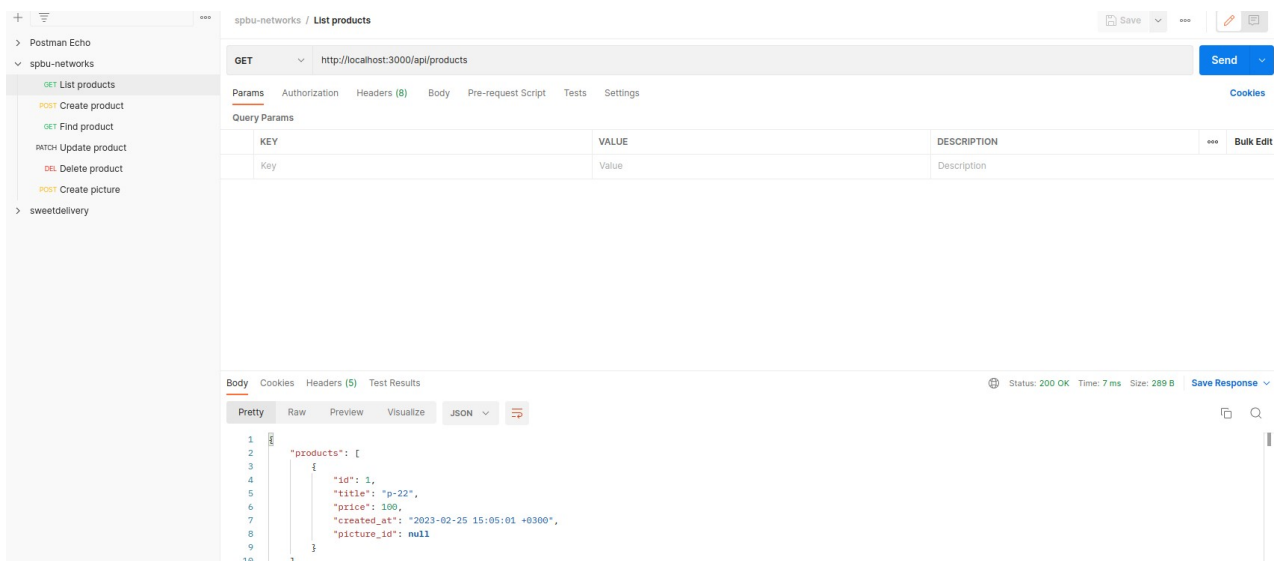 spbu-networks / List products
Save
Postman Echo
spbu-networks
GET List products
POST Create product
GET Find product
PATCH Update product
DEL Delete product
POST Create picture
sweetdelivery
GET http://localhost:3000/api/products Send
Params Authorization Headers (8) Body Pre-request Script Tests Settings Cookies
Query Params
KEY VALUE DESCRIPTION Bulk Edit
Key Value Description
Body Cookies Headers (5) Test Results Status: 200 OK Time: 7 ms Size: 289 B Save Response
Pretty Raw Preview Visualize JSON
1 {
2 "products": [
3 {
4 "id": 1,
5 "title": "p-22",
6 "price": 100,
7 "created_at": "2023-02-25 15:05:01 +0300",
8 "picture_id": null
9 }
10 ]